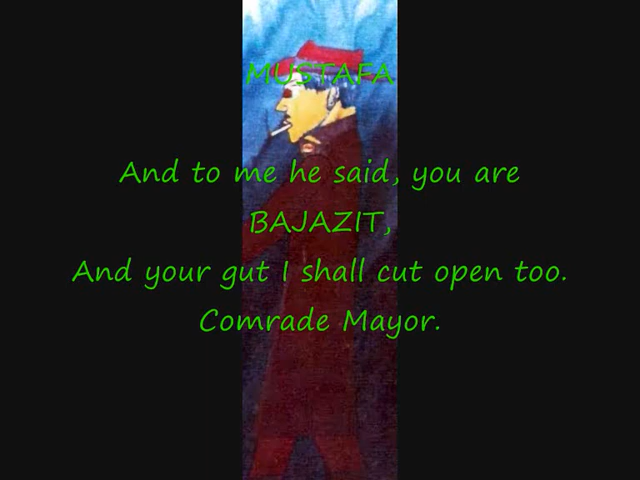 MUSTAFA
And to me he said, you are
BAJAZIT,
And your gut I shall cut open too.
Comrade Mayor.